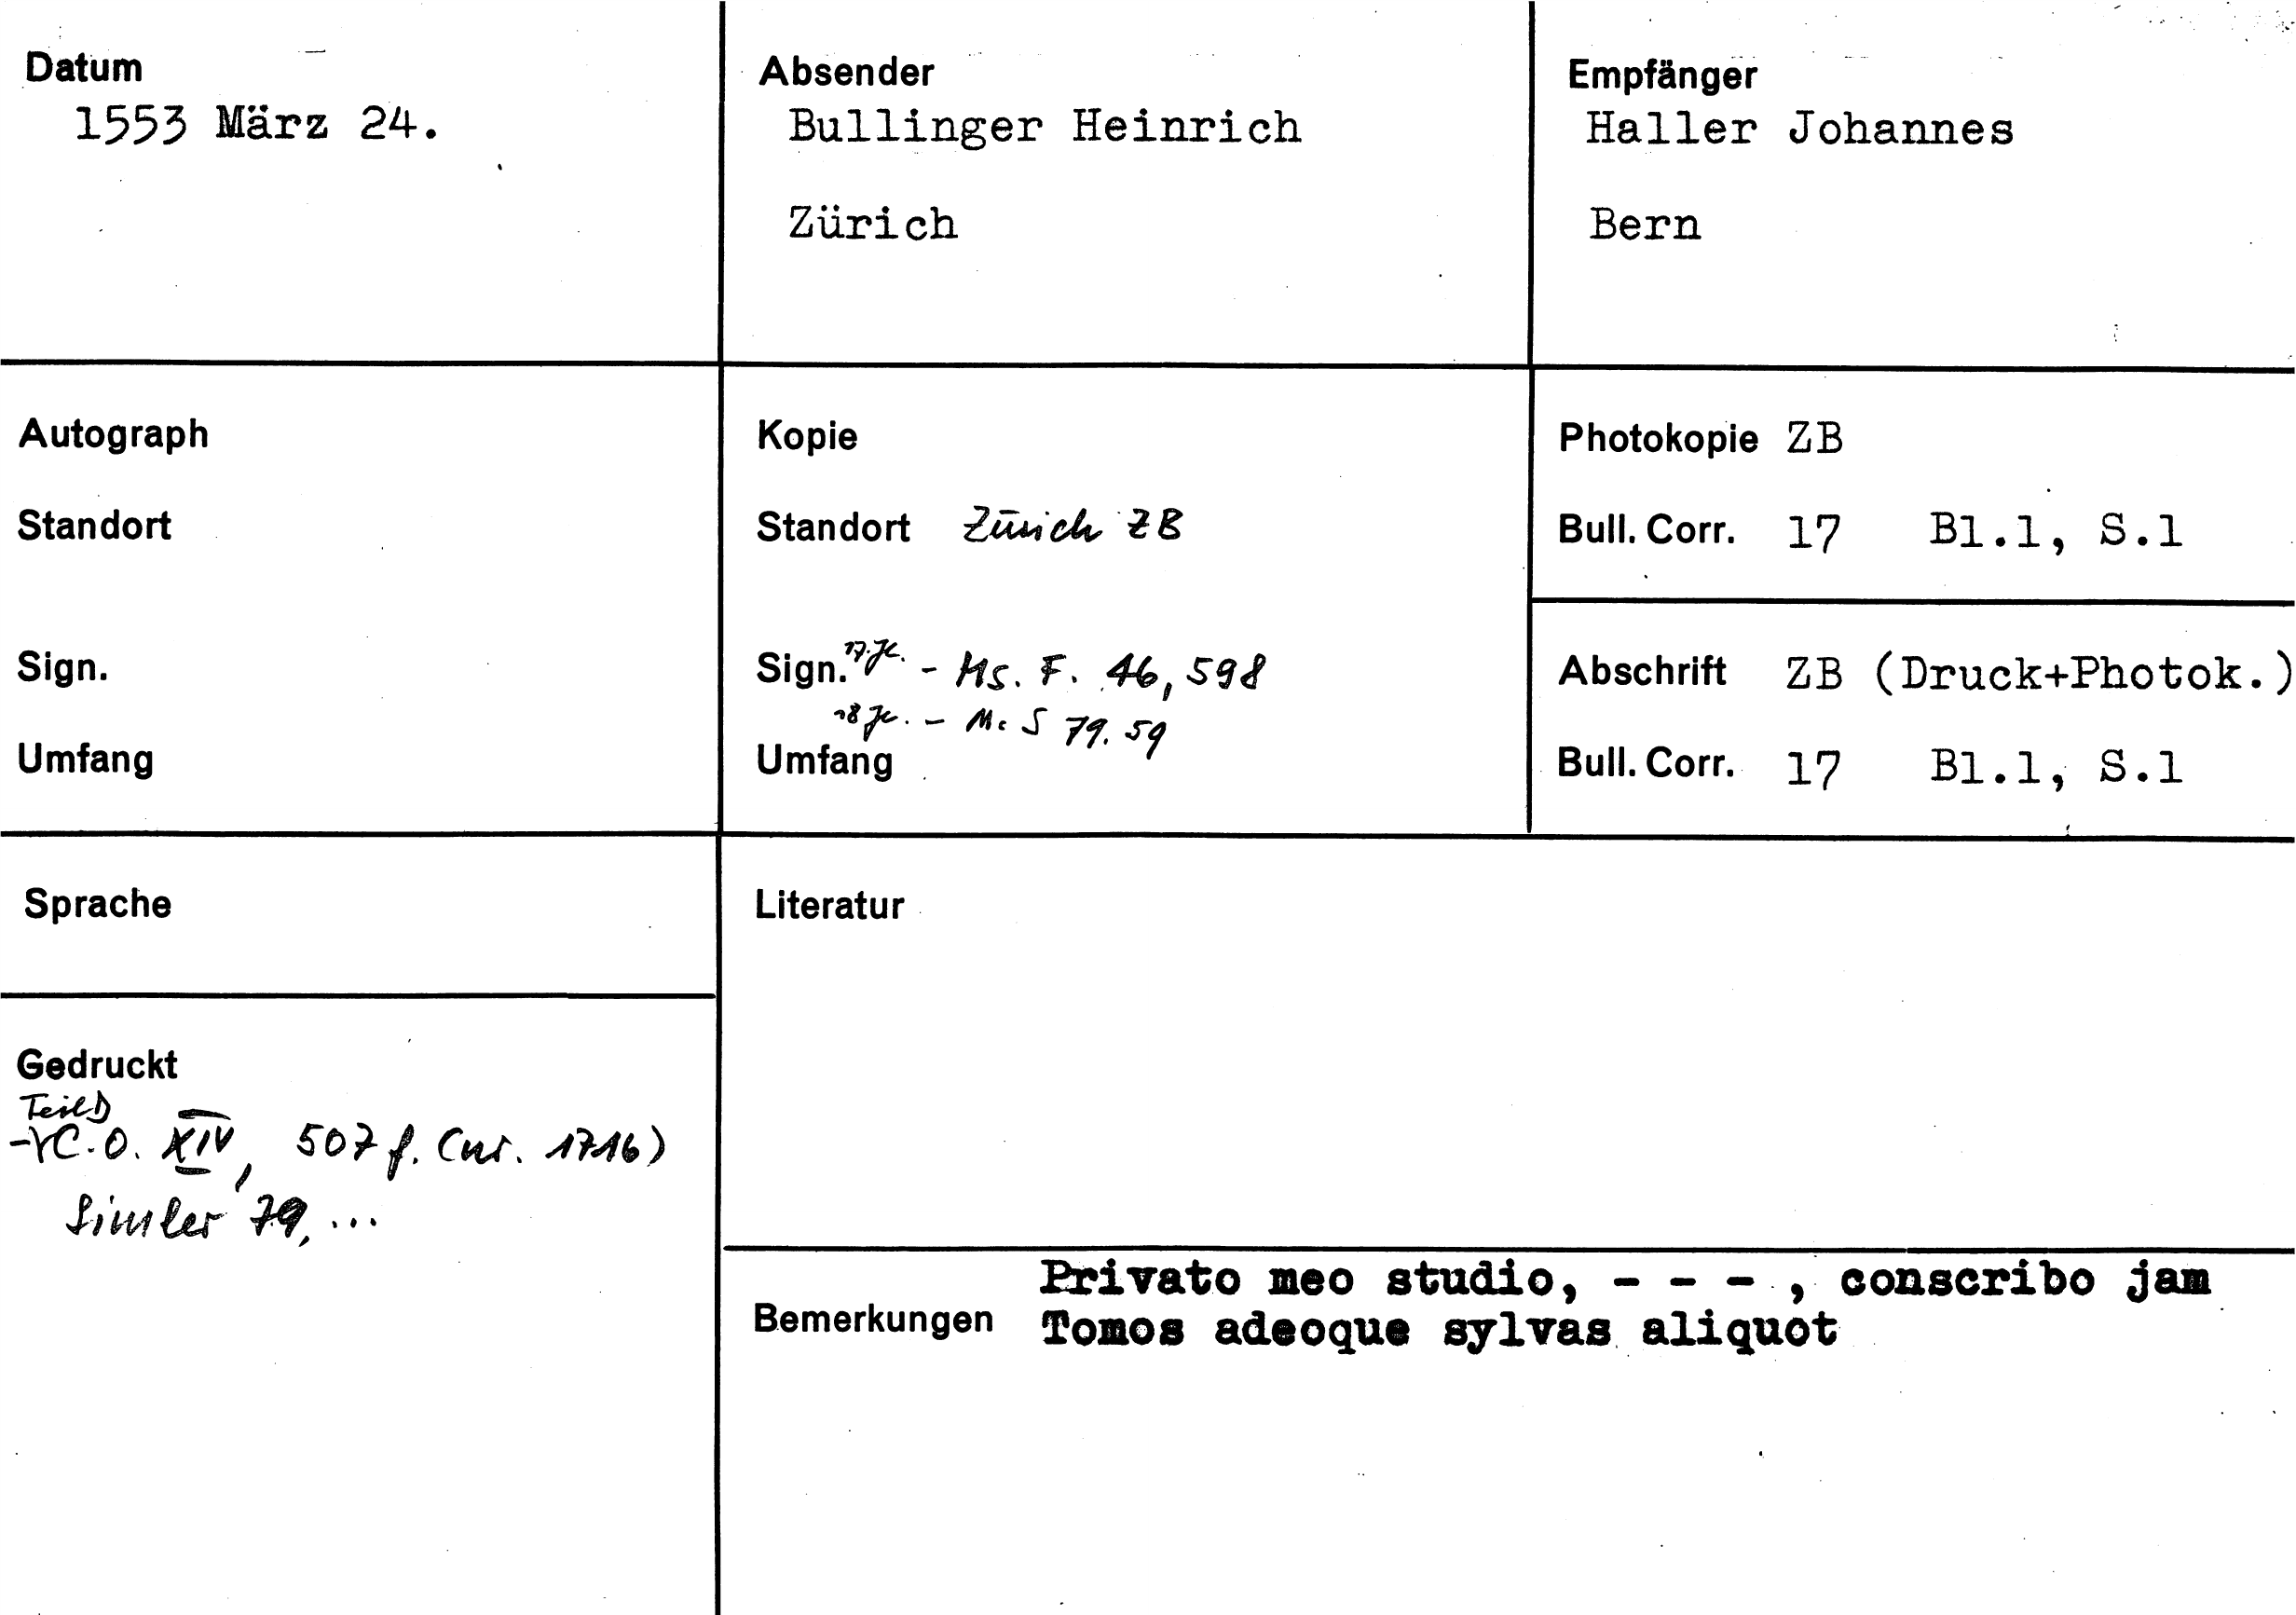 Datum
1553 März 24.
Absender
Bullinger Heinrich
Zürich
Empfänger
Haller Johannes
Bern
Autograph
Standort
Sign.
Umfang
Kopie
Standort Zürich ZB
Sign. 17. Jh. - Ms. F. 46, 598
18 Jh. - Ms S 79. 59
Umfang
Photokopie ZB
Bull. Corr. 17 Bl.1, S.1
Abschrift ZB (Druck+Photok.)
Bull. Corr. 17 Bl.1, S.1
Sprache
Gedruckt
Teild
- C.O. XIV, 507 f. (nr. 1716)
Simler 79, ...
Literatur
Bemerkungen
Privato meo studio, - - - , conscribo jam
Tomos adeoque sylvas aliquot